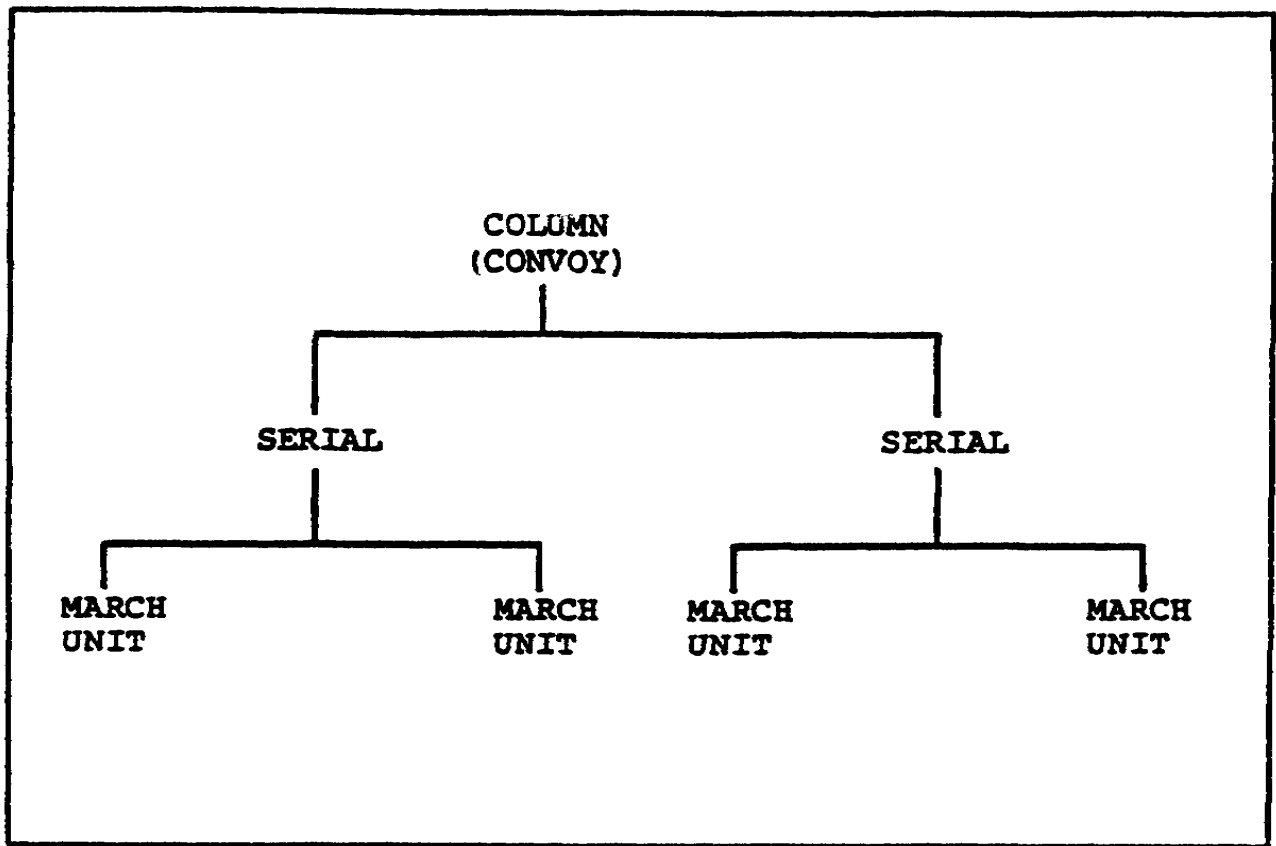 COLUMN
(CONVOY)
SERIAL
SERIAL
MARCH
UNIT
MARCH
UNIT
MARCH
UNIT
MARCH
UNIT